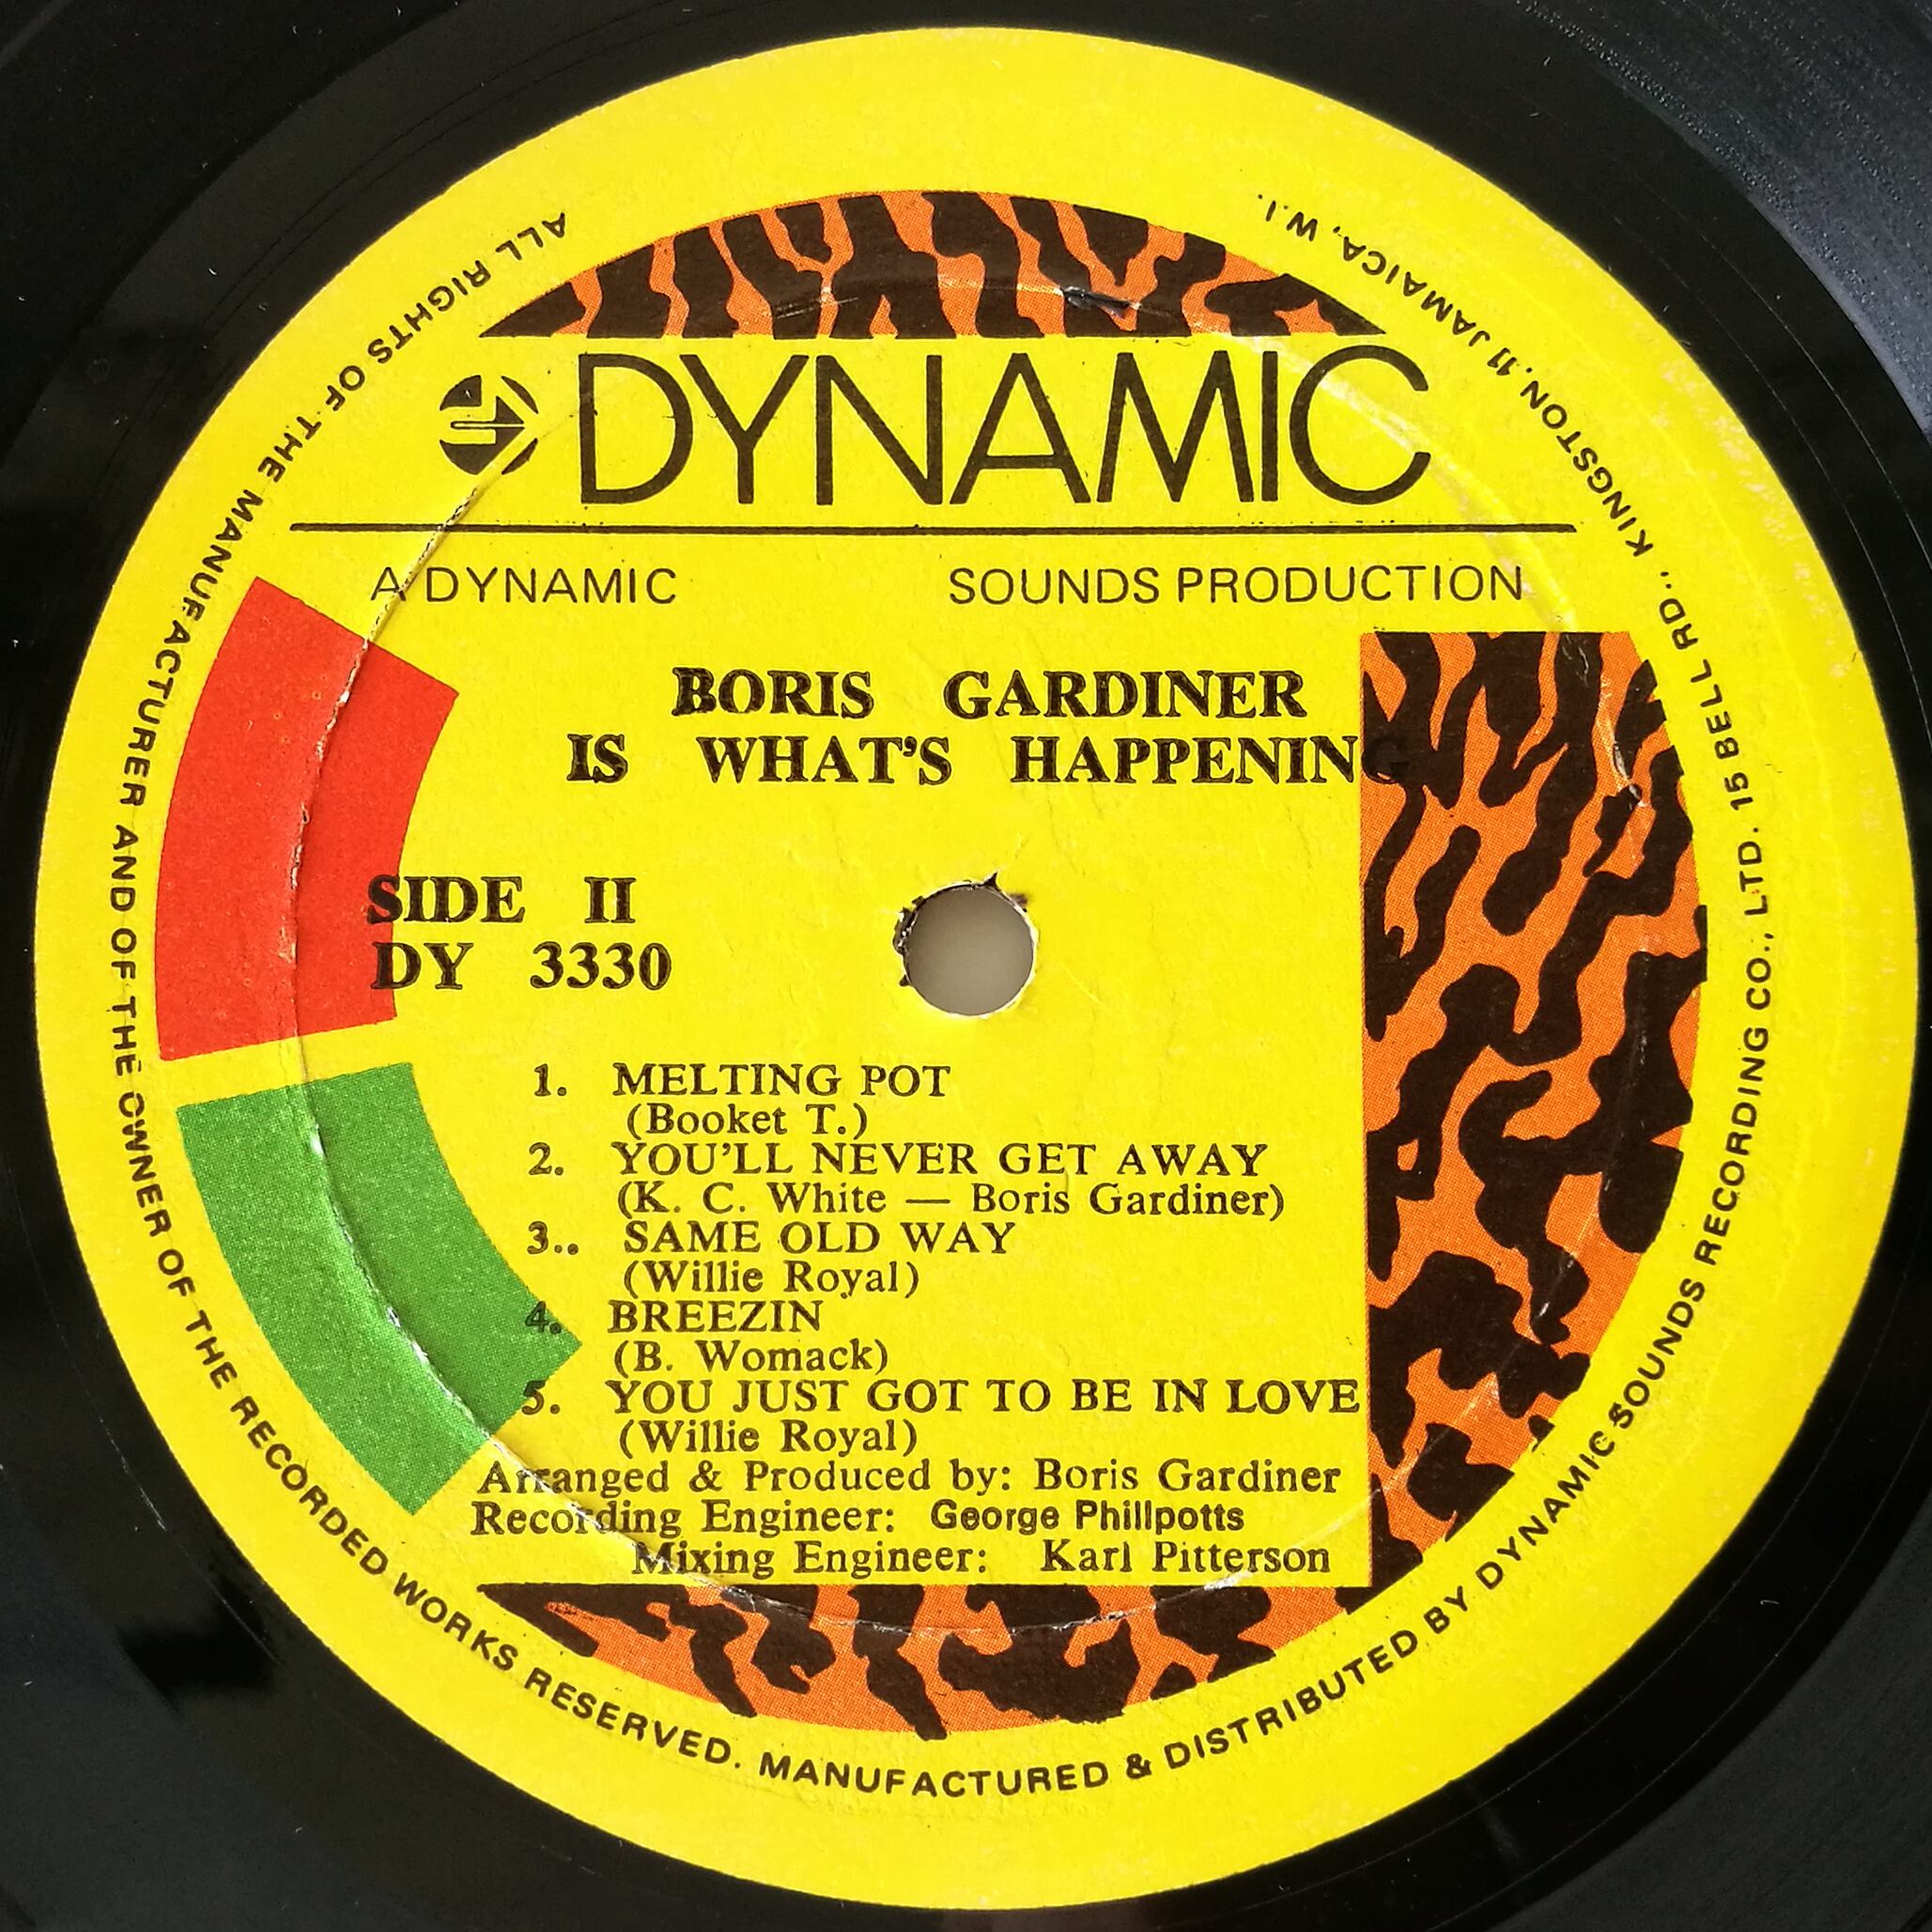 DYNAMIC
A DYNAMIC SOUNDS PRODUCTION
BORIS GARDINER
IS WHAT'S HAPPENING
SIDE II
DY 3330
1. MELTING POT
(Booket T.)
2. YOU'LL NEVER GET AWAY
(K. C. White — Boris Gardiner)
3.. SAME OLD WAY
(Willie Royal)
4. BREEZIN
(B. Womack)
5. YOU JUST GOT TO BE IN LOVE
(Willie Royal)
Arranged & Produced by: Boris Gardiner
Recording Engineer: George Phillpotts
Mixing Engineer: Karl Pitterson
ALL RIGHTS OF THE MANUFACTURER AND OF THE OWNER OF THE RECORDED WORKS RESERVED. MANUFACTURED & DISTRIBUTED BY DYNAMIC SOUNDS RECORDING CO., LTD. 15 BELL RD., KINGSTON, 11 JAMAICA, W.I.